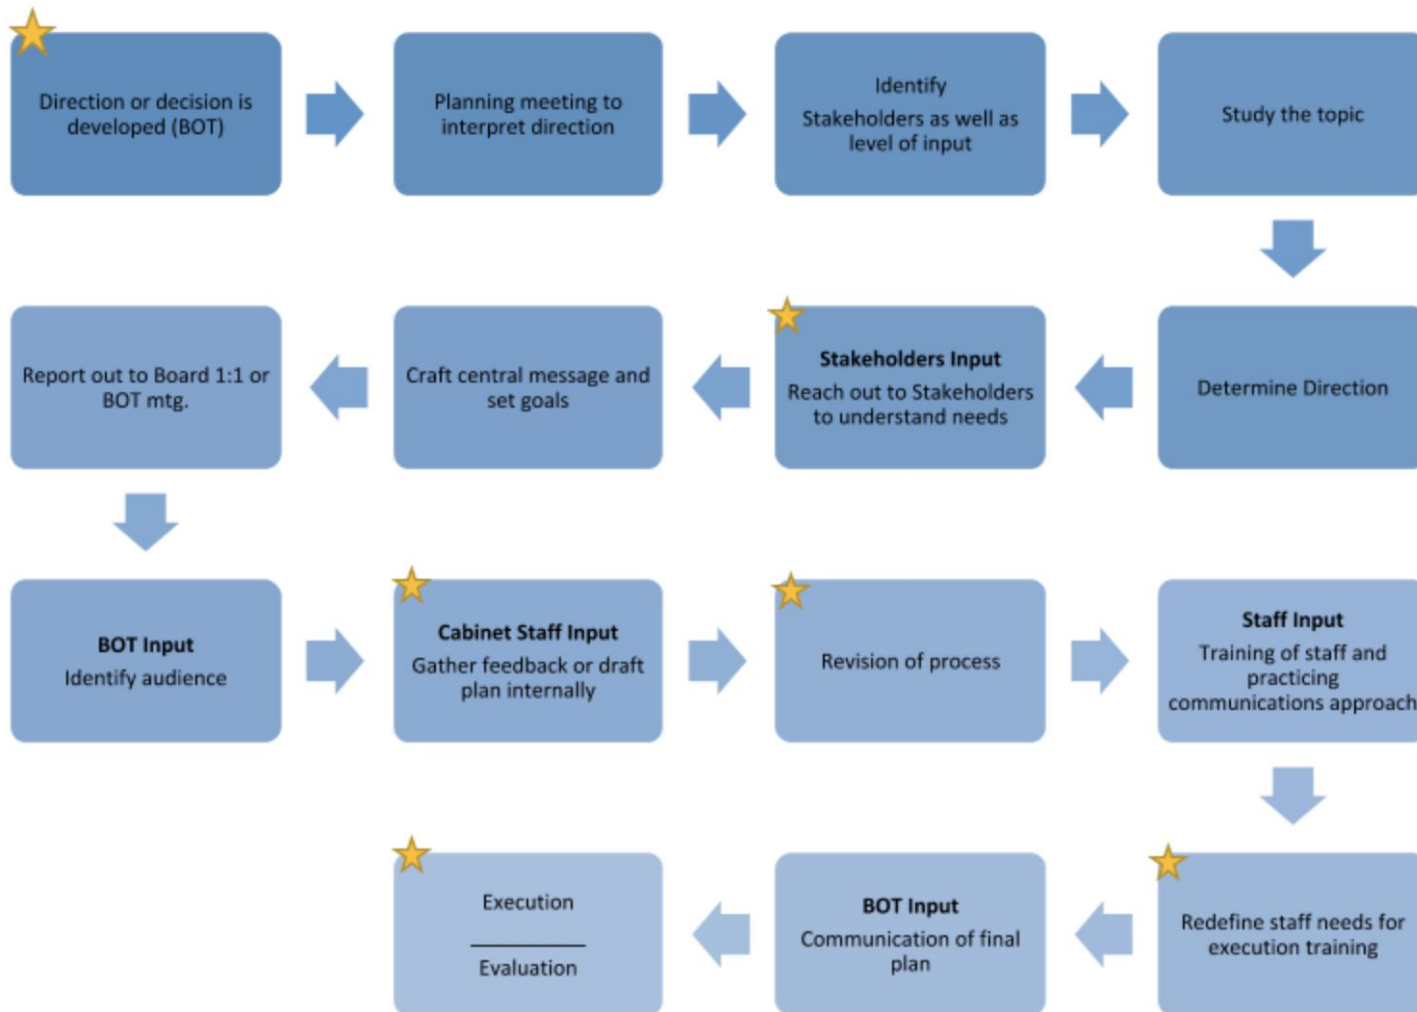 Direction or decision is
developed (BOT)
Planning meeting to
interpret direction
Identify
Stakeholders as well as
level of input
Study the topic
Determine Direction
Stakeholders Input
Reach out to Stakeholders
to understand needs
Craft central message and
set goals
Report out to Board 1:1 or
BOT mtg.
BOT Input
Identify audience
Cabinet Staff Input
Gather feedback or draft
plan internally
Revision of process
Staff Input
Training of staff and
practicing
communications approach
Redefine staff needs for
execution training
BOT Input
Communication of final
plan
Execution
Evaluation